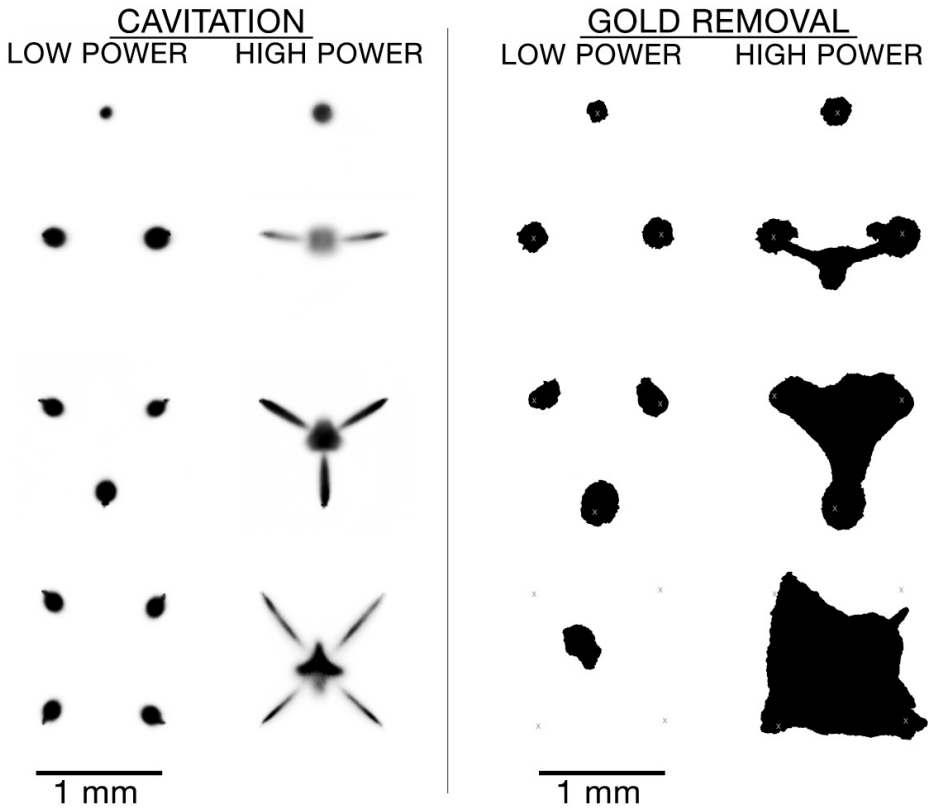 CAVITATION
LOW POWER HIGH POWER
GOLD REMOVAL
LOW POWER HIGH POWER
x x
x x x x
x x x x
x x
x x x x
x x x x
1 mm
1 mm